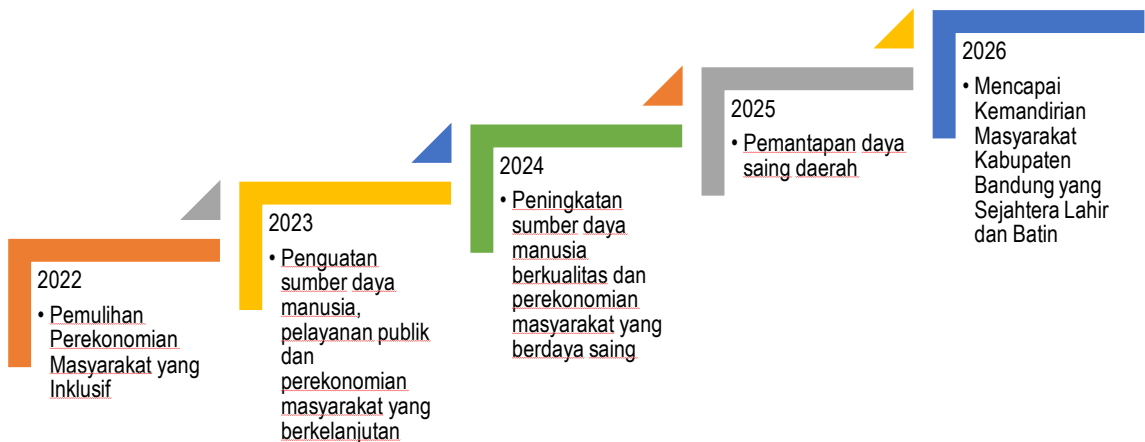 2022
• Pemulihan
Perekonomian
Masyarakat yang
Inklusif
2023
• Penguatan
sumber daya
manusia,
pelayanan publik
dan
perekonomian
masyarakat yang
berkelanjutan
2024
• Peningkatan
sumber daya
manusia
berkualitas dan
perekonomian
masyarakat yang
berdaya saing
2025
• Pemantapan daya
saing daerah
2026
• Mencapai
Kemandirian
Masyarakat
Kabupaten
Bandung yang
Sejahtera Lahir
dan Batin